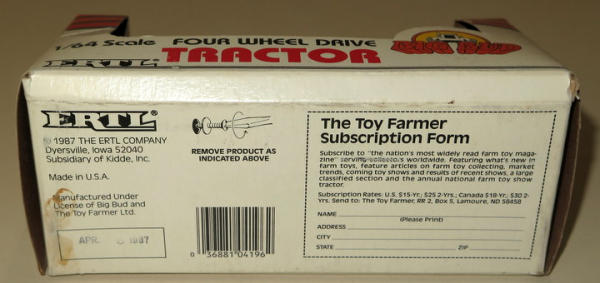 1/64 Scale FOUR WHEEL DRIVE
ERTL TRACTOR
BIG BUD
ERTL
© 1987 THE ERTL COMPANY
Dyersville, Iowa 52040
Subsidiary of Kidde, Inc.
Made in U.S.A.
Manufactured Under
License of Big Bud and
The Toy Farmer Ltd.
APR. 1987
REMOVE PRODUCT AS
INDICATED ABOVE
0 36881 04196
The Toy Farmer
Subscription Form
Subscribe to "the nation's most widely read farm toy maga-
zine" serving collectors worldwide. Featuring what's new in
farm toys, feature articles on farm toy collecting, market
trends, coming toy shows and results of recent shows, a large
classified section and the annual national farm toy show
tractor.
Subscription Rates: U.S. $15-Yr.; $25 2-Yrs.; Canada $18-Yr.; $30 2-
Yrs. Send to: The Toy Farmer, RR 2, Box 5, Lamoure, ND 58458
NAME
(Please Print)
ADDRESS
CITY
STATE ZIP